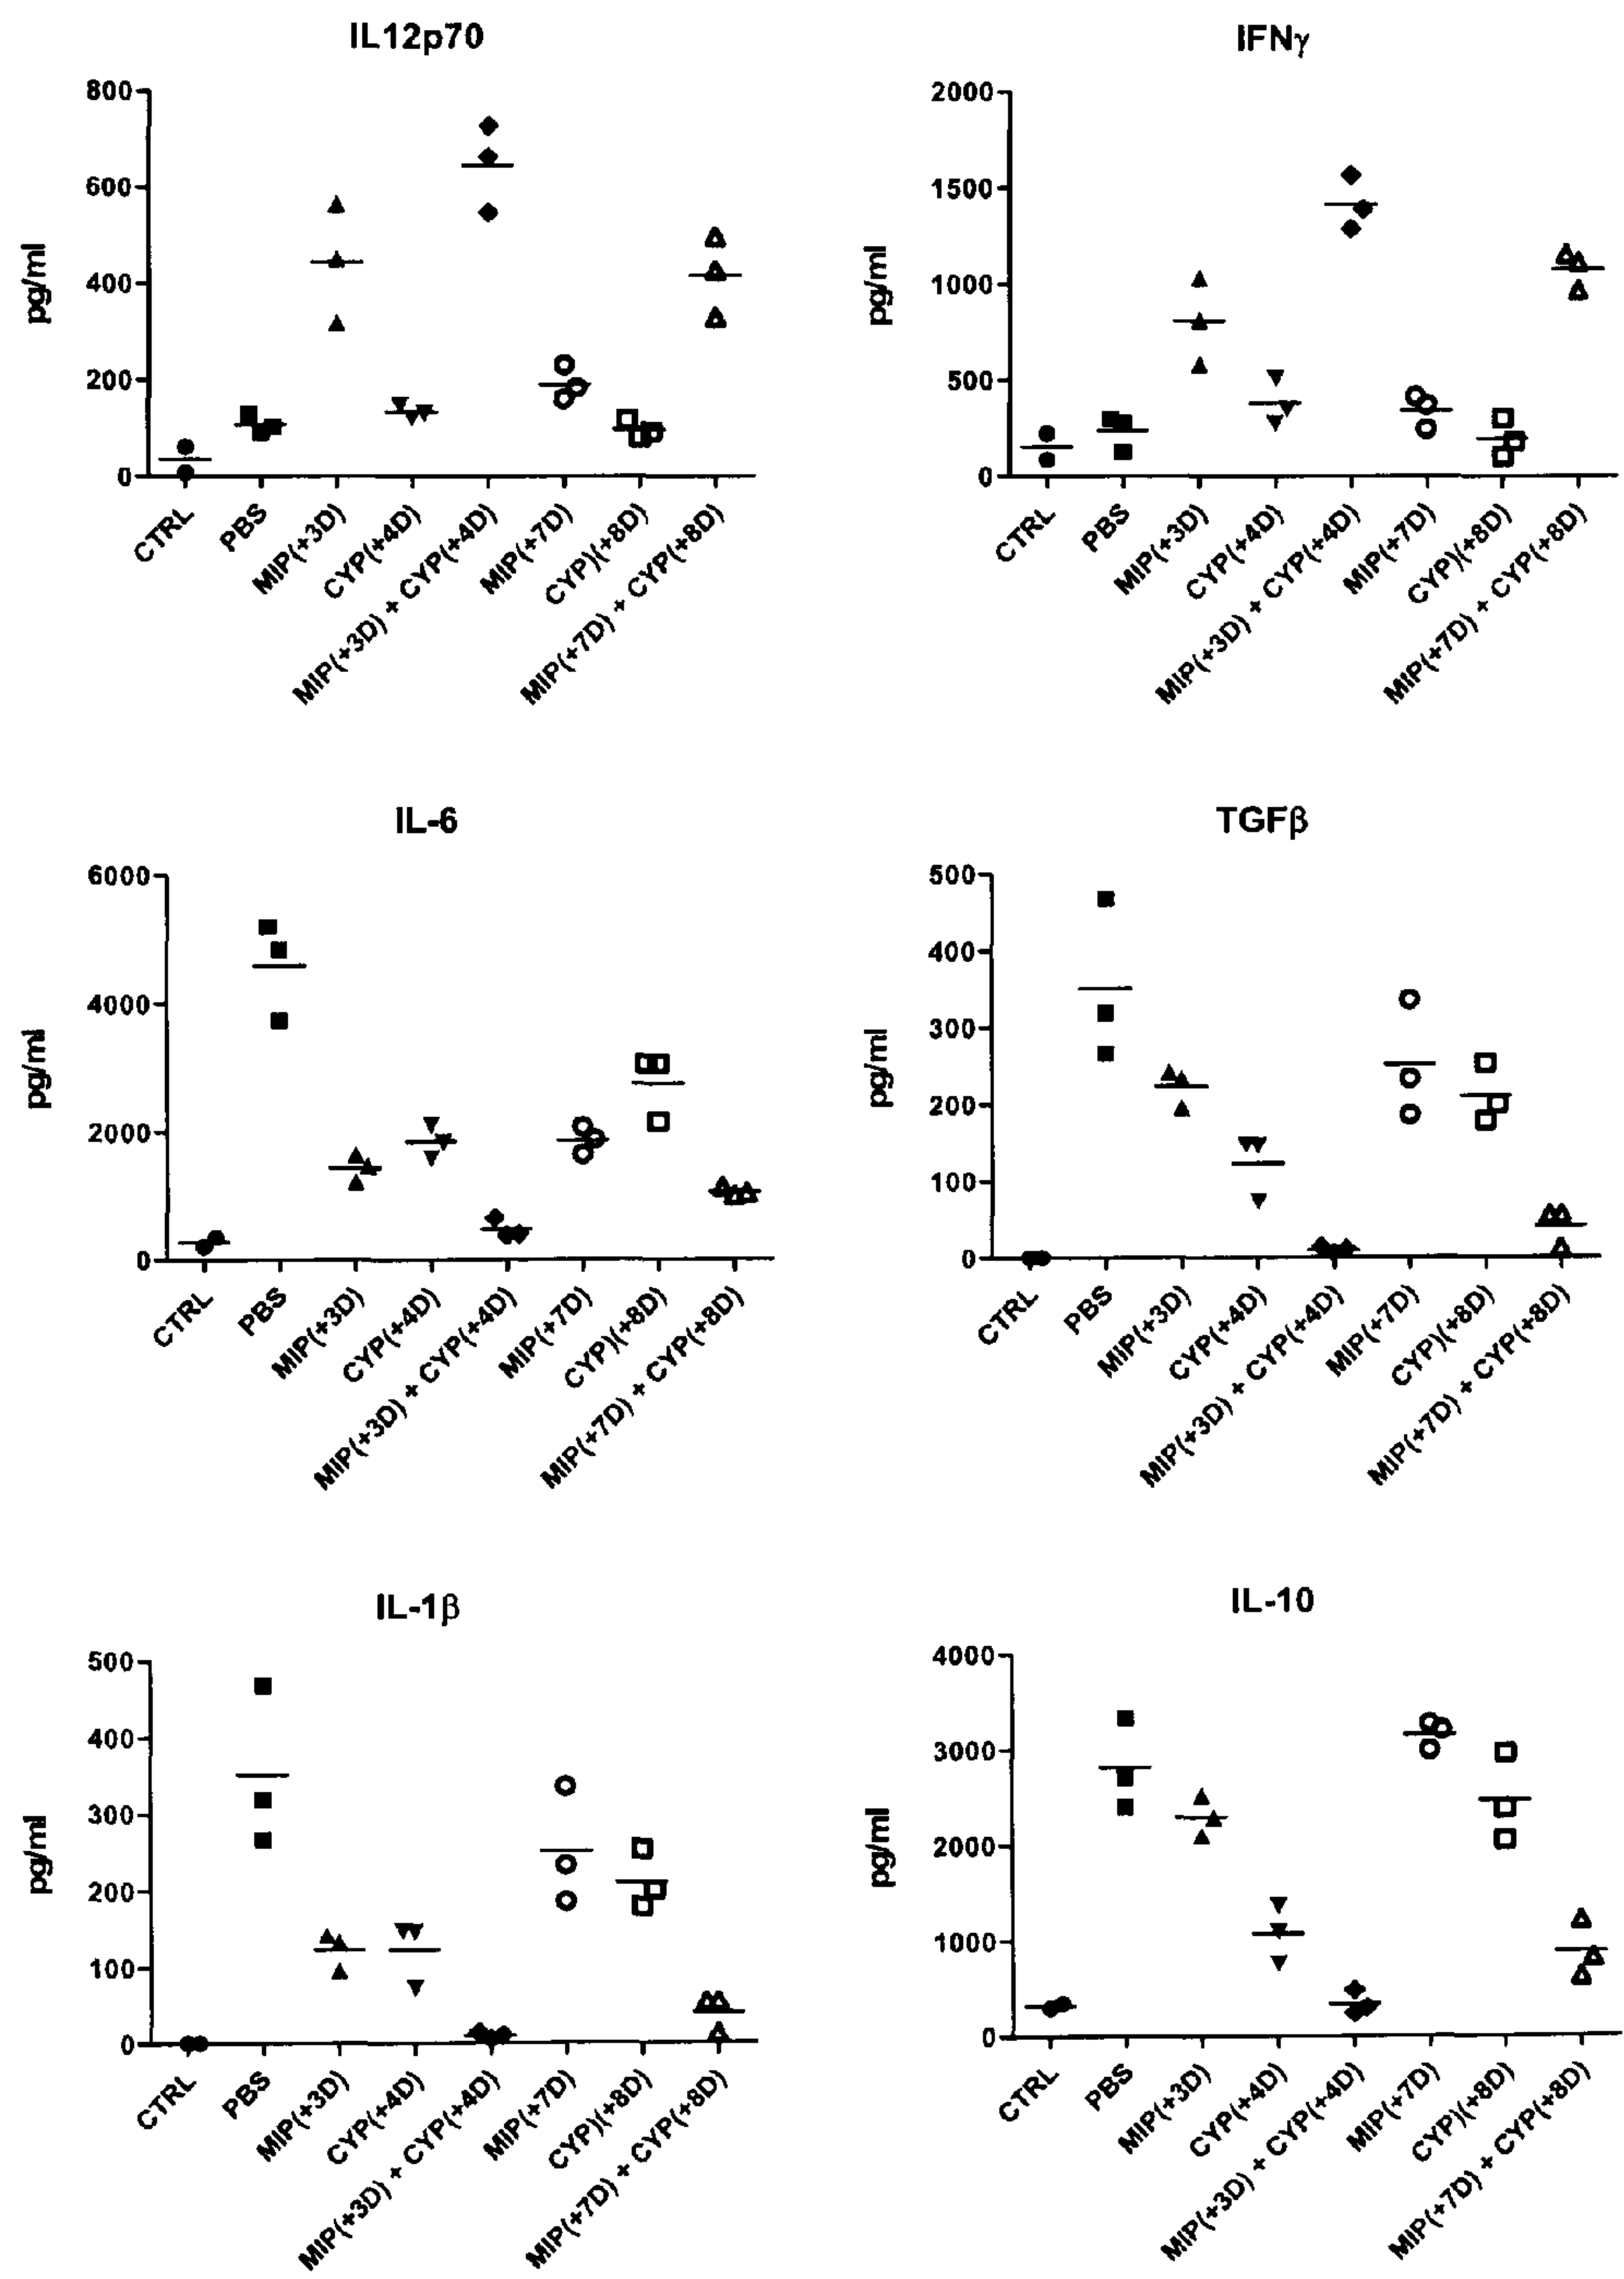 IL12p70
800
600
400
200
0
pg/ml
CTRL
PBS
MIP(+3D)
CYP(+4D)
MIP(+3D) + CYP(+4D)
MIP(+7D)
CYP)(+8D)
MIP(+7D) + CYP(+8D)
IFNγ
2000
1500
1000
500
0
pg/ml
CTRL
PBS
MIP(+3D)
CYP(+4D)
MIP(+3D) + CYP(+4D)
MIP(+7D)
CYP)(+8D)
MIP(+7D) + CYP(+8D)
IL-6
6000
4000
2000
0
pg/ml
CTRL
PBS
MIP(+3D)
CYP(+4D)
MIP(+3D) + CYP(+4D)
MIP(+7D)
CYP)(+8D)
MIP(+7D) + CYP(+8D)
TGFβ
500
400
300
200
100
0
pg/ml
CTRL
PBS
MIP(+3D)
CYP(+4D)
MIP(+3D) + CYP(+4D)
MIP(+7D)
CYP)(+8D)
MIP(+7D) + CYP(+8D)
IL-1β
500
400
300
200
100
0
pg/ml
CTRL
PBS
MIP(+3D)
CYP(+4D)
MIP(+3D) + CYP(+4D)
MIP(+7D)
CYP)(+8D)
MIP(+7D) + CYP(+8D)
IL-10
4000
3000
2000
1000
0
pg/ml
CTRL
PBS
MIP(+3D)
CYP(+4D)
MIP(+3D) + CYP(+4D)
MIP(+7D)
CYP)(+8D)
MIP(+7D) + CYP(+8D)